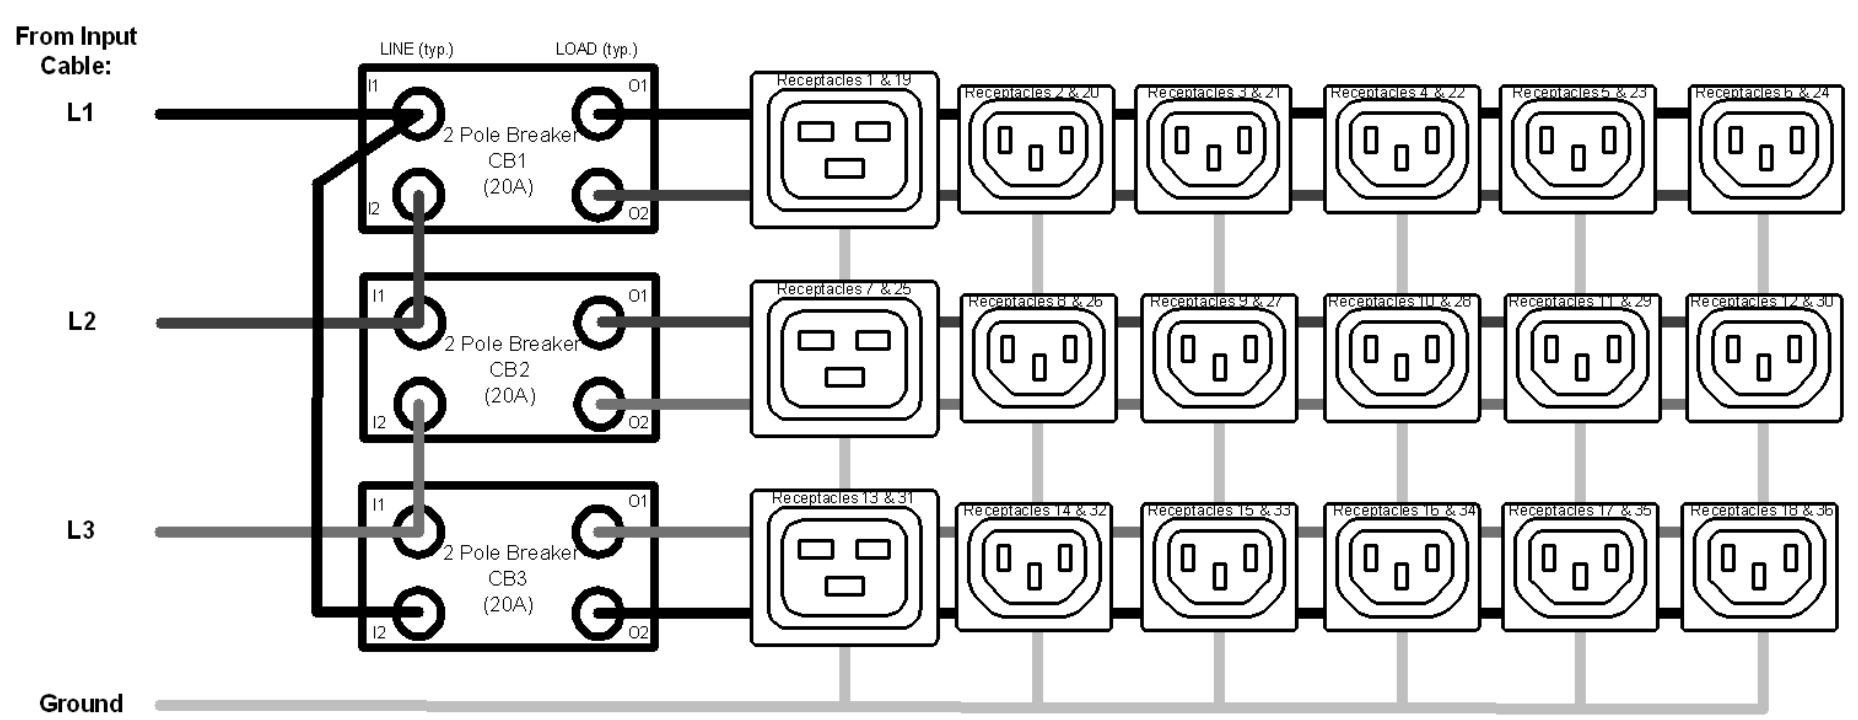 From Input
Cable:
LINE (typ.)
LOAD (typ.)
L1
I1
O1
2 Pole Breaker
CB1
(20A)
I2
O2
Receptacles 1 & 19
Receptacles 2 & 20
Receptacles 3 & 21
Receptacles 4 & 22
Receptacles 5 & 23
Receptacles 6 & 24
L2
I1
O1
2 Pole Breaker
CB2
(20A)
I2
O2
Receptacles 7 & 25
Receptacles 8 & 26
Receptacles 9 & 27
Receptacles 10 & 28
Receptacles 11 & 29
Receptacles 12 & 30
L3
I1
O1
2 Pole Breaker
CB3
(20A)
I2
O2
Receptacles 13 & 31
Receptacles 14 & 32
Receptacles 15 & 33
Receptacles 16 & 34
Receptacles 17 & 35
Receptacles 18 & 36
Ground